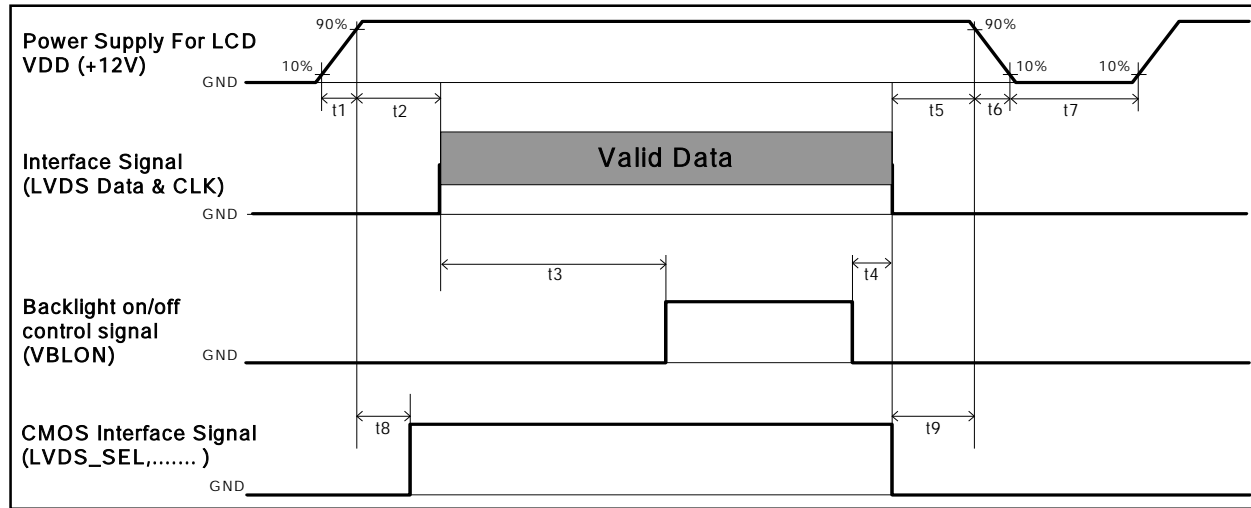 Power Supply For LCD
VDD (+12V)
90%
10%
GND
t1
t2
90%
10%
10%
t5
t6
t7
Interface Signal
(LVDS Data & CLK)
Valid Data
GND
t3
t4
Backlight on/off
control signal
(VBLON)
GND
CMOS Interface Signal
(LVDS_SEL,....... )
t8
t9
GND